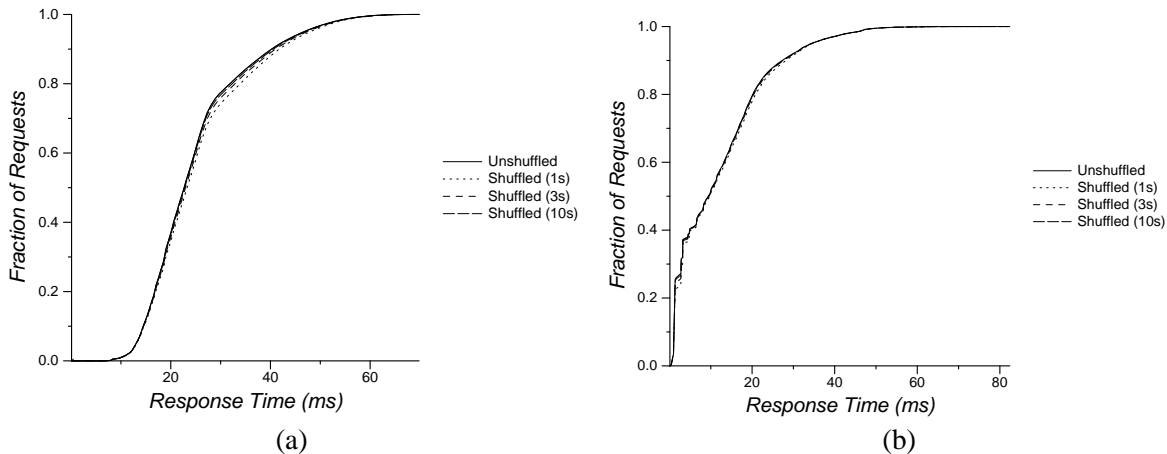 1.0
0.8
0.6
0.4
0.2
0.0
Fraction of Requests
20
40
60
Response Time (ms)
Unshuffled
Shuffled (1s)
Shuffled (3s)
Shuffled (10s)
(a)
1.0
0.8
0.6
0.4
0.2
0.0
Fraction of Requests
0
20
40
60
80
Response Time (ms)
Unshuffled
Shuffled (1s)
Shuffled (3s)
Shuffled (10s)
(b)